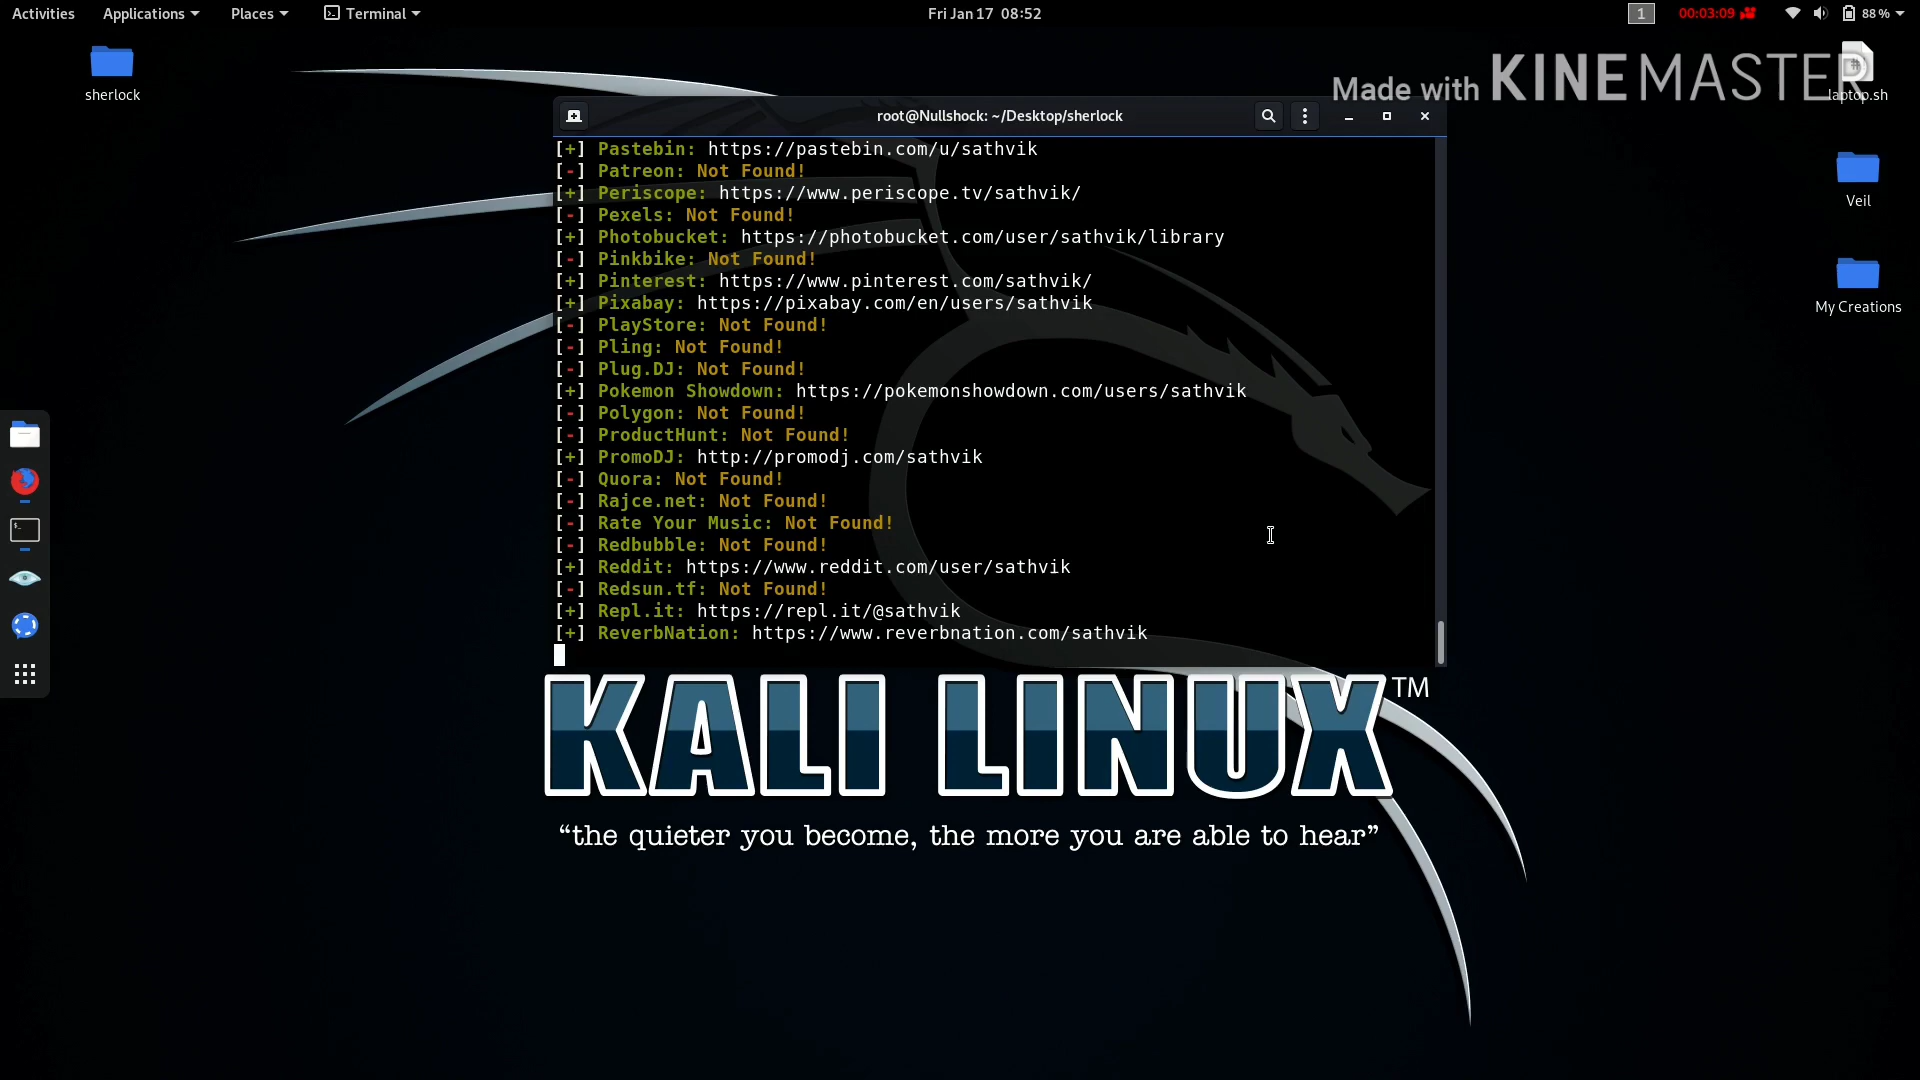 Activities Applications Places Terminal Fri Jan 17 08:52 1 00:03:09 88 %
sherlock
Made with KINEMASTER
laptop.sh
root@Nullshock: ~/Desktop/sherlock
[+] Pastebin: https://pastebin.com/u/sathvik
[-] Patreon: Not Found!
[+] Periscope: https://www.periscope.tv/sathvik/
[-] Pexels: Not Found!
[+] Photobucket: https://photobucket.com/user/sathvik/library
[-] Pinkbike: Not Found!
[+] Pinterest: https://www.pinterest.com/sathvik/
[+] Pixabay: https://pixabay.com/en/users/sathvik
[-] PlayStore: Not Found!
[-] Pling: Not Found!
[-] Plug.DJ: Not Found!
[+] Pokemon Showdown: https://pokemonshowdown.com/users/sathvik
[-] Polygon: Not Found!
[-] ProductHunt: Not Found!
[+] PromoDJ: http://promodj.com/sathvik
[-] Quora: Not Found!
[-] Rajce.net: Not Found!
[-] Rate Your Music: Not Found!
[-] Redbubble: Not Found!
[+] Reddit: https://www.reddit.com/user/sathvik
[-] Redsun.tf: Not Found!
[+] Repl.it: https://repl.it/@sathvik
[+] ReverbNation: https://www.reverbnation.com/sathvik
Veil
My Creations
KALI LINUX TM
“the quieter you become, the more you are able to hear”